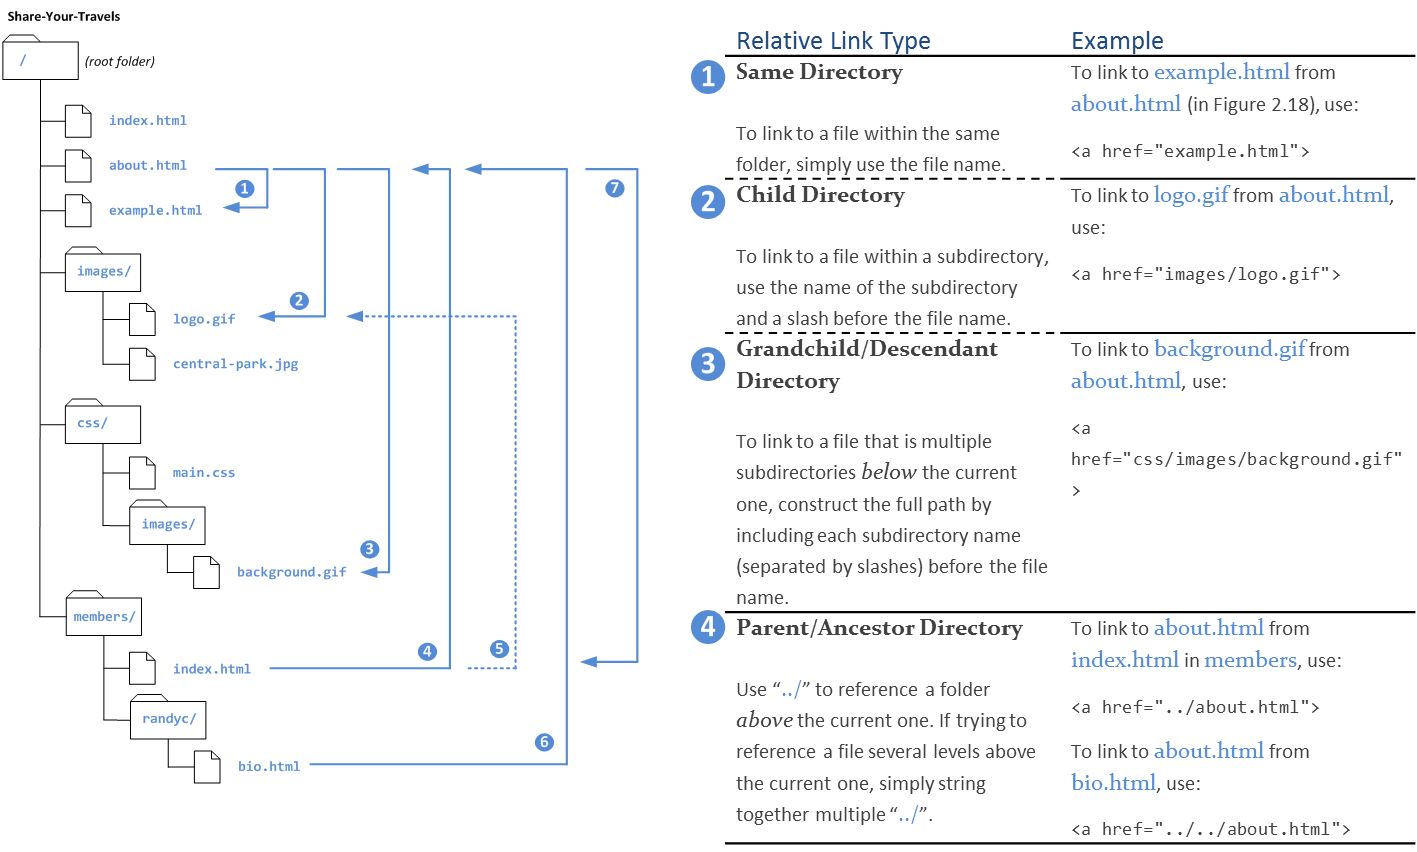 Share-Your-Travels
/
(root folder)
index.html
about.html
example.html
images/
logo.gif
central-park.jpg
css/
main.css
images/
background.gif
members/
index.html
randyc/
bio.html
1
2
3
4
5
6
7
Relative Link Type
Example
1
Same Directory
To link to a file within the same
folder, simply use the file name.
To link to example.html from
about.html (in Figure 2.18), use:
<a href="example.html">
2
Child Directory
To link to a file within a subdirectory,
use the name of the subdirectory
and a slash before the file name.
To link to logo.gif from about.html,
use:
<a href="images/logo.gif">
3
Grandchild/Descendant
Directory
To link to a file that is multiple
subdirectories below the current
one, construct the full path by
including each subdirectory name
(separated by slashes) before the file
name.
To link to background.gif from
about.html, use:
<a
href="css/images/background.gif"
>
4
Parent/Ancestor Directory
Use “../” to reference a folder
above the current one. If trying to
reference a file several levels above
the current one, simply string
together multiple “../”.
To link to about.html from
index.html in members, use:
<a href="../about.html">
To link to about.html from
bio.html, use:
<a href="../../about.html">